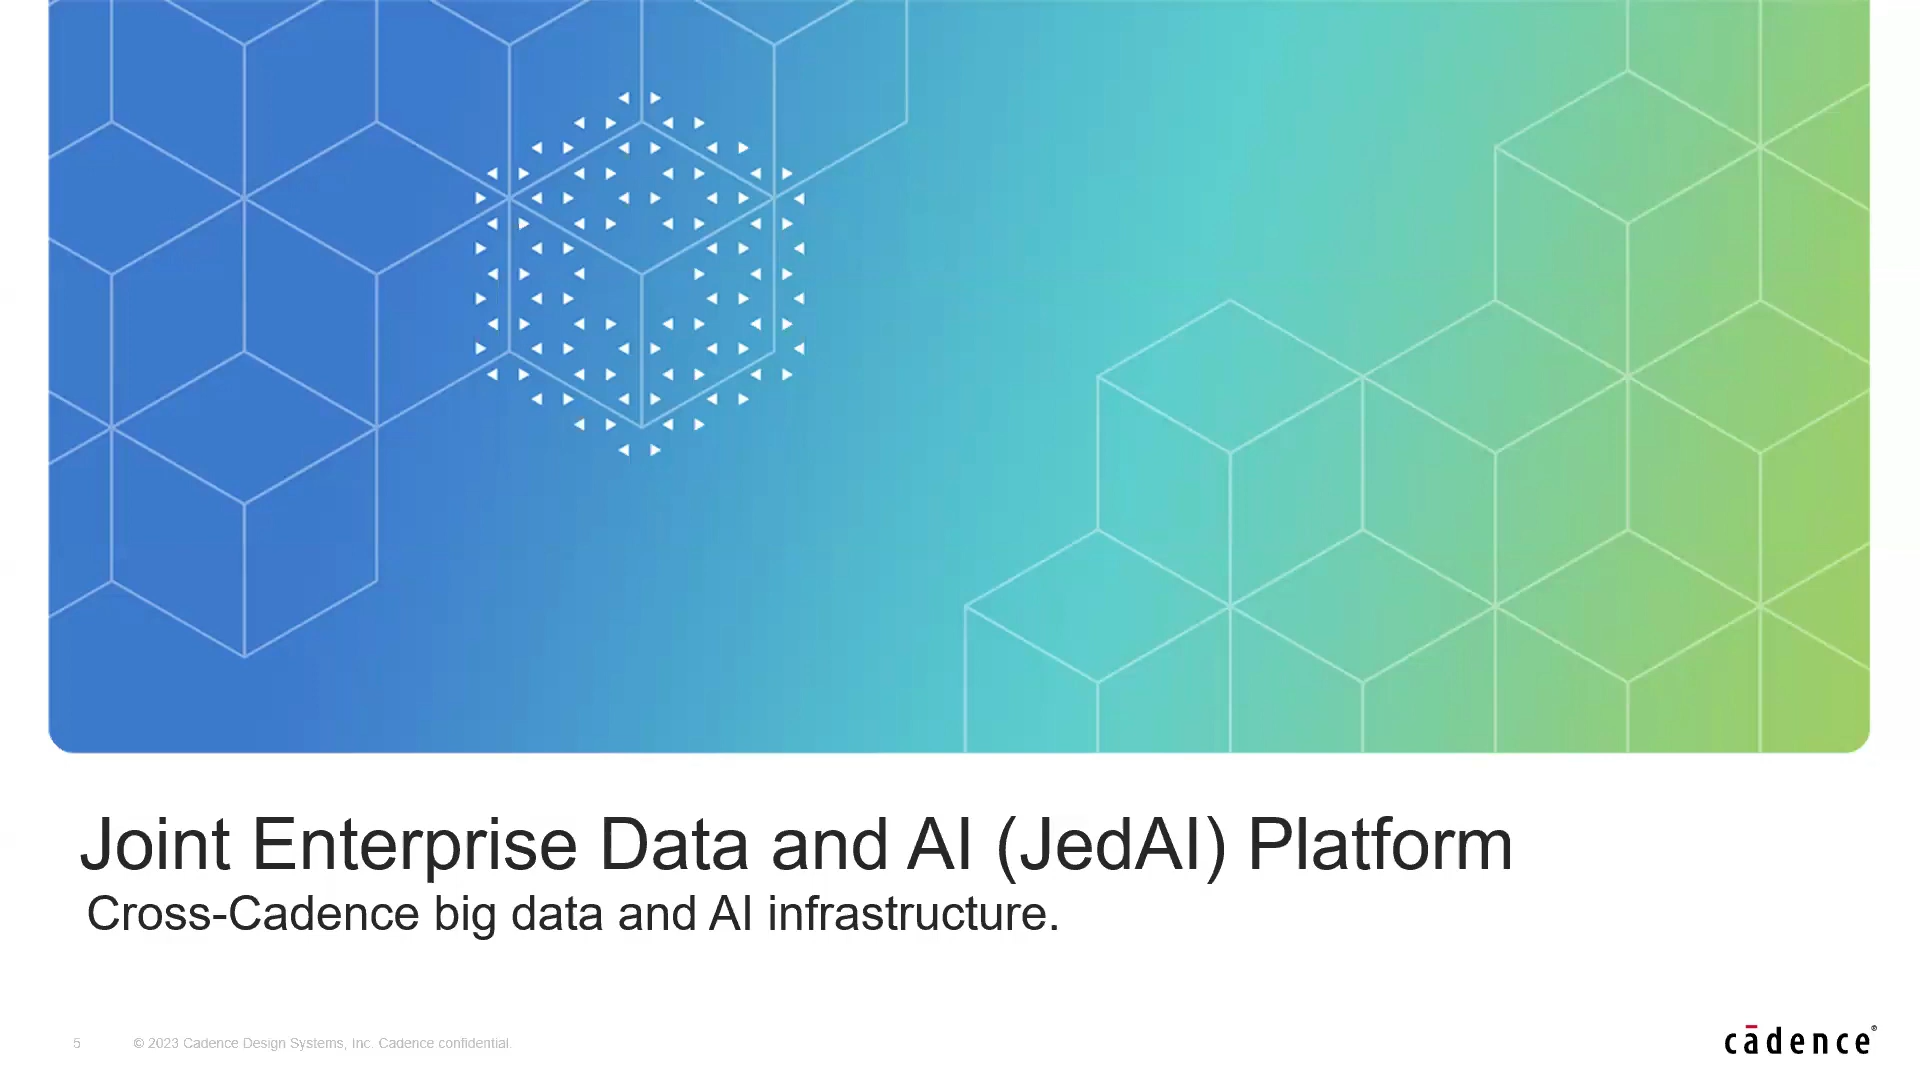 Joint Enterprise Data and AI (JedAI) Platform
Cross-Cadence big data and AI infrastructure.
5
© 2023 Cadence Design Systems, Inc. Cadence confidential.
cādence®